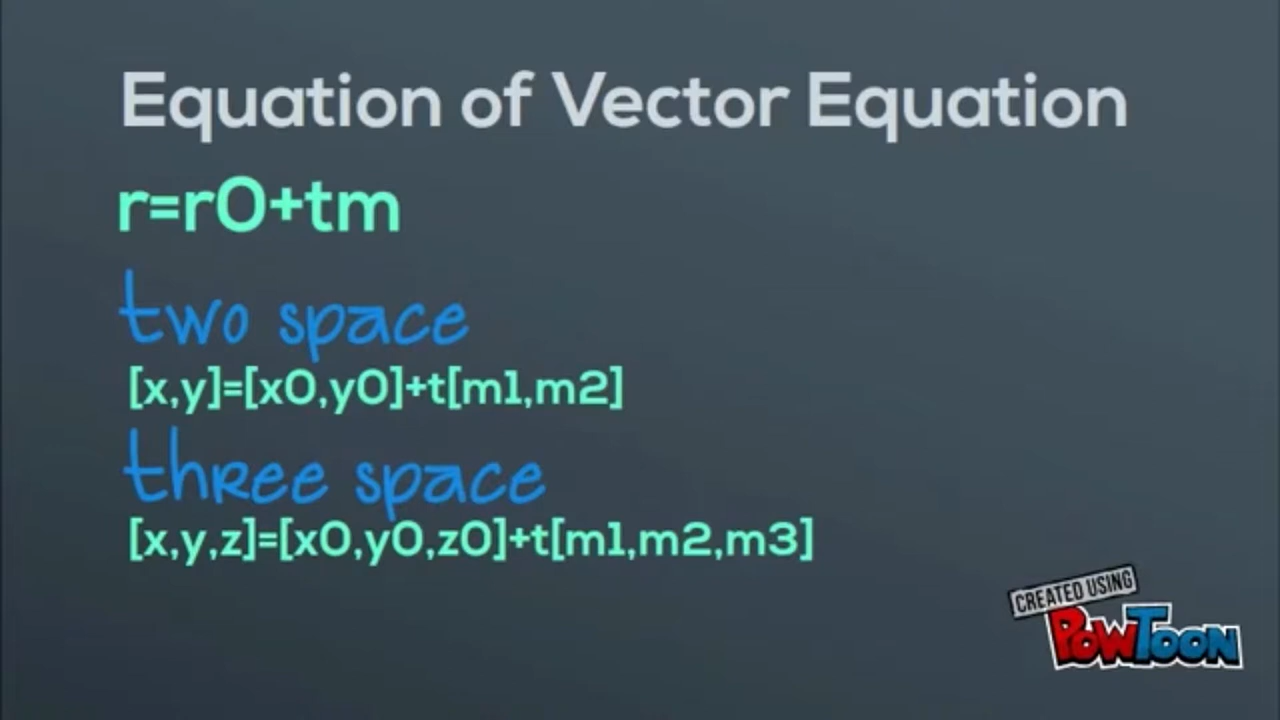 Equation of Vector Equation
r=r0+tm
two space
[x,y]=[x0,y0]+t[m1,m2]
three space
[x,y,z]=[x0,y0,z0]+t[m1,m2,m3]
CREATED USING
POWTOON